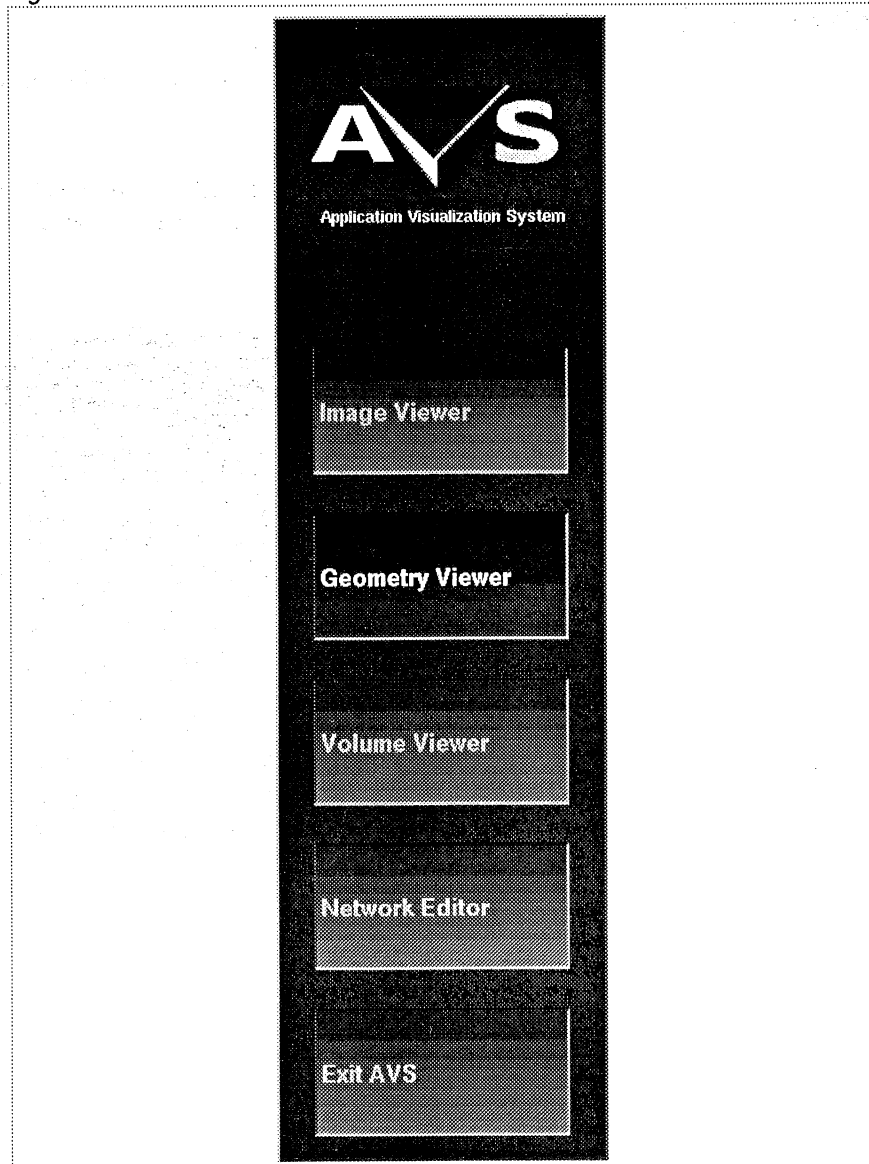 AVS
Application Visualization System
Image Viewer
Geometry Viewer
Volume Viewer
Network Editor
Exit AVS